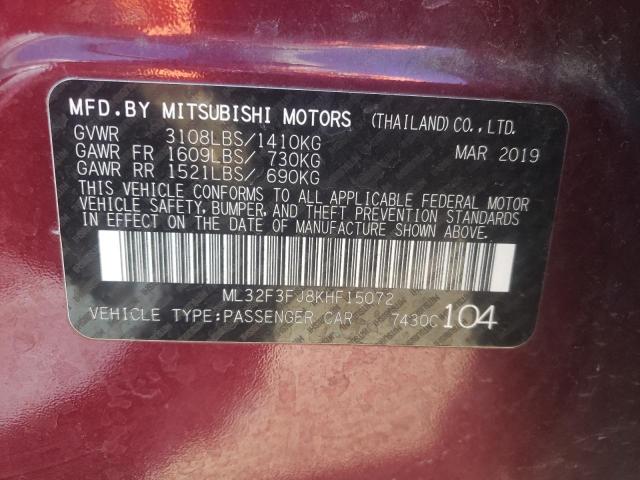 MFD.BY MITSUBISHI MOTORS (THAILAND) CO., LTD.
GVWR 3108LBS/1410KG MAR 2019
GAWR FR 1609LBS/ 730KG
GAWR RR 1521LBS/ 690KG
THIS VEHICLE CONFORMS TO ALL APPLICABLE FEDERAL MOTOR
VEHICLE SAFETY, BUMPER, AND THEFT PREVENTION STANDARDS
IN EFFECT ON THE DATE OF MANUFACTURE SHOWN ABOVE.
ML32F3FJ8KHF15072
VEHICLE TYPE:PASSENGER CAR 7430C 104